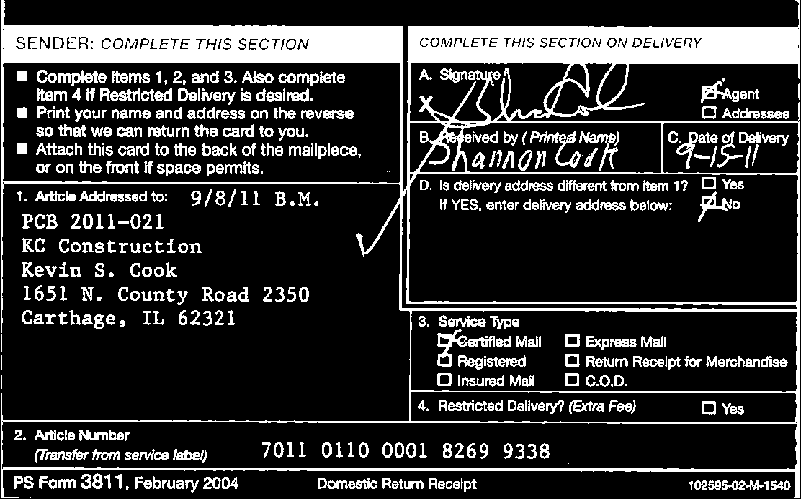 SENDER: COMPLETE THIS SECTION
■ Complete items 1, 2, and 3. Also complete
item 4 if Restricted Delivery is desired.
■ Print your name and address on the reverse
so that we can return the card to you.
■ Attach this card to the back of the mailpiece,
or on the front if space permits.
1. Article Addressed to: 9/8/11 B.M.
PCB 2011-021
KC Construction
Kevin S. Cook
1651 N. County Road 2350
Carthage, IL 62321
COMPLETE THIS SECTION ON DELIVERY
A. Signature
X
☑ Agent
☐ Addressee
B. Received by (Printed Name)
Shannon Cook
C. Date of Delivery
9-15-11
D. Is delivery address different from item 1? ☐ Yes
If YES, enter delivery address below: ☑ No
3. Service Type
☑ Certified Mail ☐ Express Mail
☐ Registered ☐ Return Receipt for Merchandise
☐ Insured Mail ☐ C.O.D.
4. Restricted Delivery? (Extra Fee) ☐ Yes
2. Article Number
(Transfer from service label) 7011 0110 0001 8269 9338
PS Form 3811, February 2004 Domestic Return Receipt 102595-02-M-1540